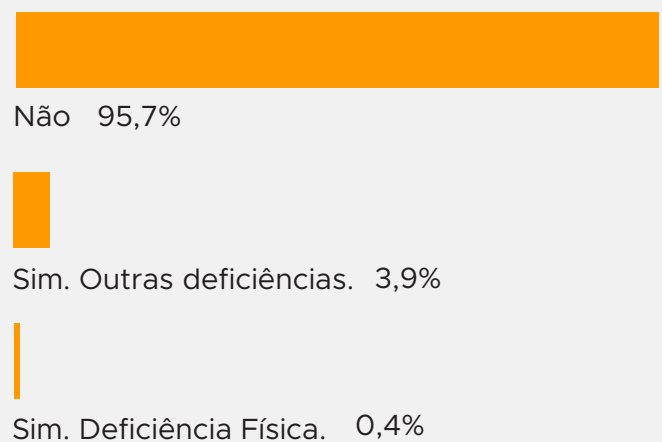 Não 95,7%
Sim. Outras deficiências. 3,9%
Sim. Deficiência Física. 0,4%